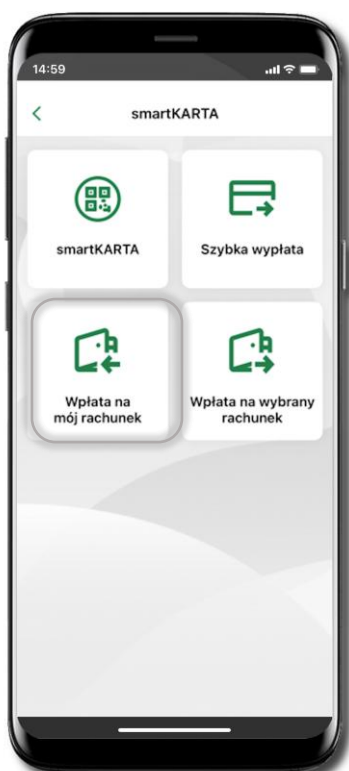 14:59
smartKARTA
smartKARTA
Szybka wypłata
Wpłata na
mój rachunek
Wpłata na wybrany
rachunek